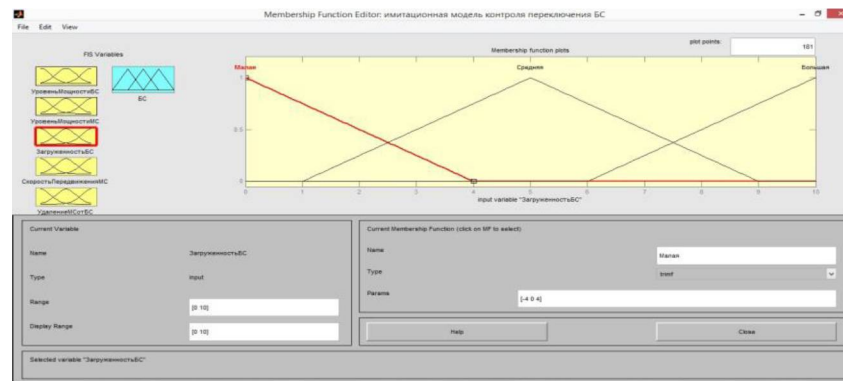 Membership Function Editor: имитационная модель контроля переключения БС
File Edit View
FIS Variables
УровеньМощностиБС
БС
УровеньМощностиМС
ЗагруженностьБС
СкоростьПередвиженияМС
УдалениеМСотБС
Membership function plots
plot points:
181
Малая
Средняя
Большая
1
0.5
0
0 1 2 3 4 5 6 7 8 9 10
input variable "ЗагруженностьБС"
Current Variable
Name
ЗагруженностьБС
Type
input
Range
[0 10]
Display Range
[0 10]
Current Membership Function (click on MF to select)
Name
Малая
Type
trimf
Params
[-4 0 4]
Help
Close
Selected variable "ЗагруженностьБС"